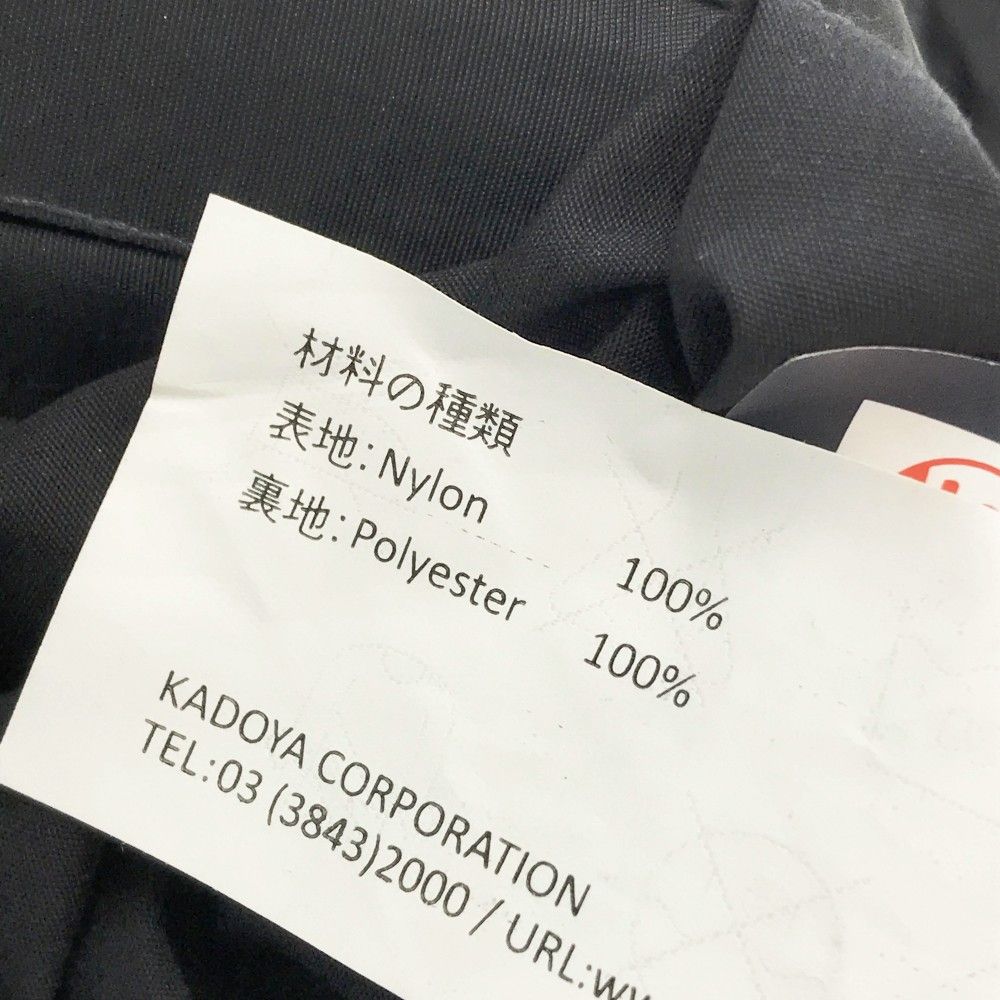 材料の種類
表地:Nylon 100%
裏地:Polyester 100%
KADOYA CORPORATION
TEL:03 (3843)2000 / URL:ww